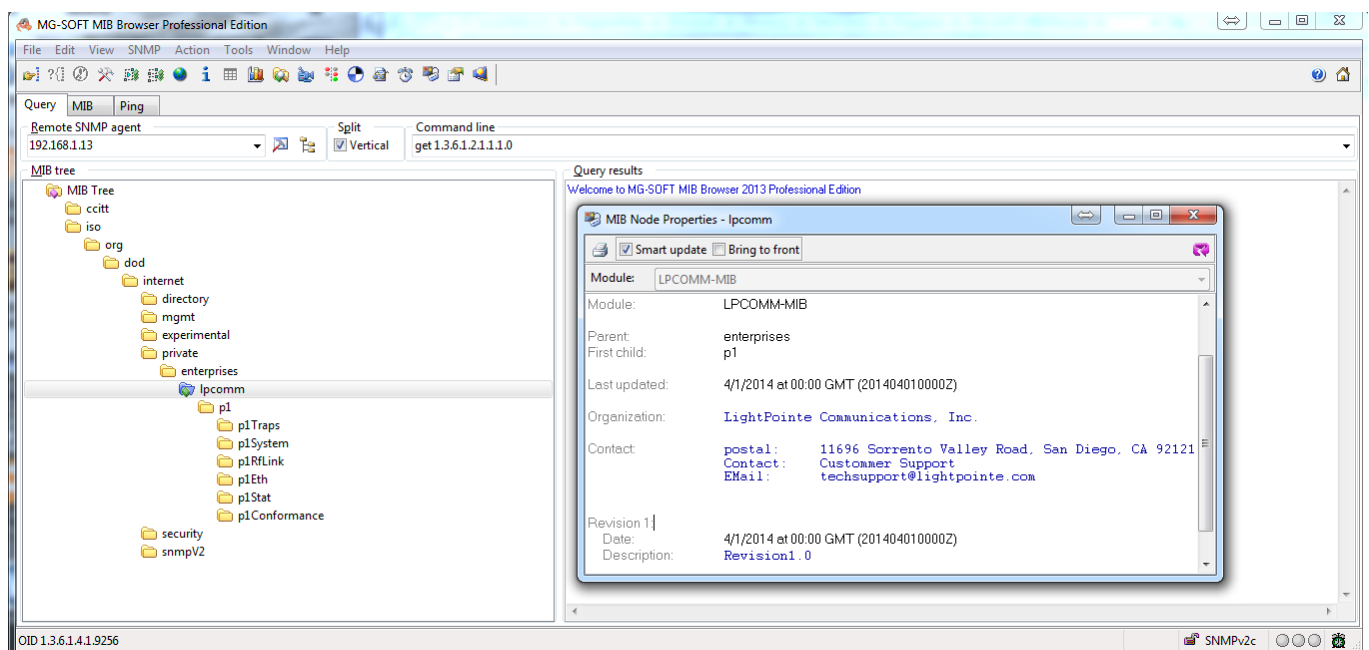 MG-SOFT MIB Browser Professional Edition
File Edit View SNMP Action Tools Window Help
Query MIB Ping
Remote SNMP agent Split Command line
192.168.1.13 Vertical get 1.3.6.1.2.1.1.1.0
MIB tree
MIB Tree
ccitt
iso
org
dod
internet
directory
mgmt
experimental
private
enterprises
lpcomm
p1
p1Traps
p1System
p1RfLink
p1Eth
p1Stat
p1Conformance
security
snmpV2
Query results
Welcome to MG-SOFT MIB Browser 2013 Professional Edition
MIB Node Properties - lpcomm
Smart update Bring to front
Module: LPCOMM-MIB
Module: LPCOMM-MIB
Parent: enterprises
First child: p1
Last updated: 4/1/2014 at 00:00 GMT (201404010000Z)
Organization: LightPointe Communications, Inc.
Contact: postal: 11696 Sorrento Valley Road, San Diego, CA 92121
Contact: Custommer Support
EMail: techsupport@lightpointe.com
Revision 1:
Date: 4/1/2014 at 00:00 GMT (201404010000Z)
Description: Revision1.0
OID 1.3.6.1.4.1.9256 SNMPv2c